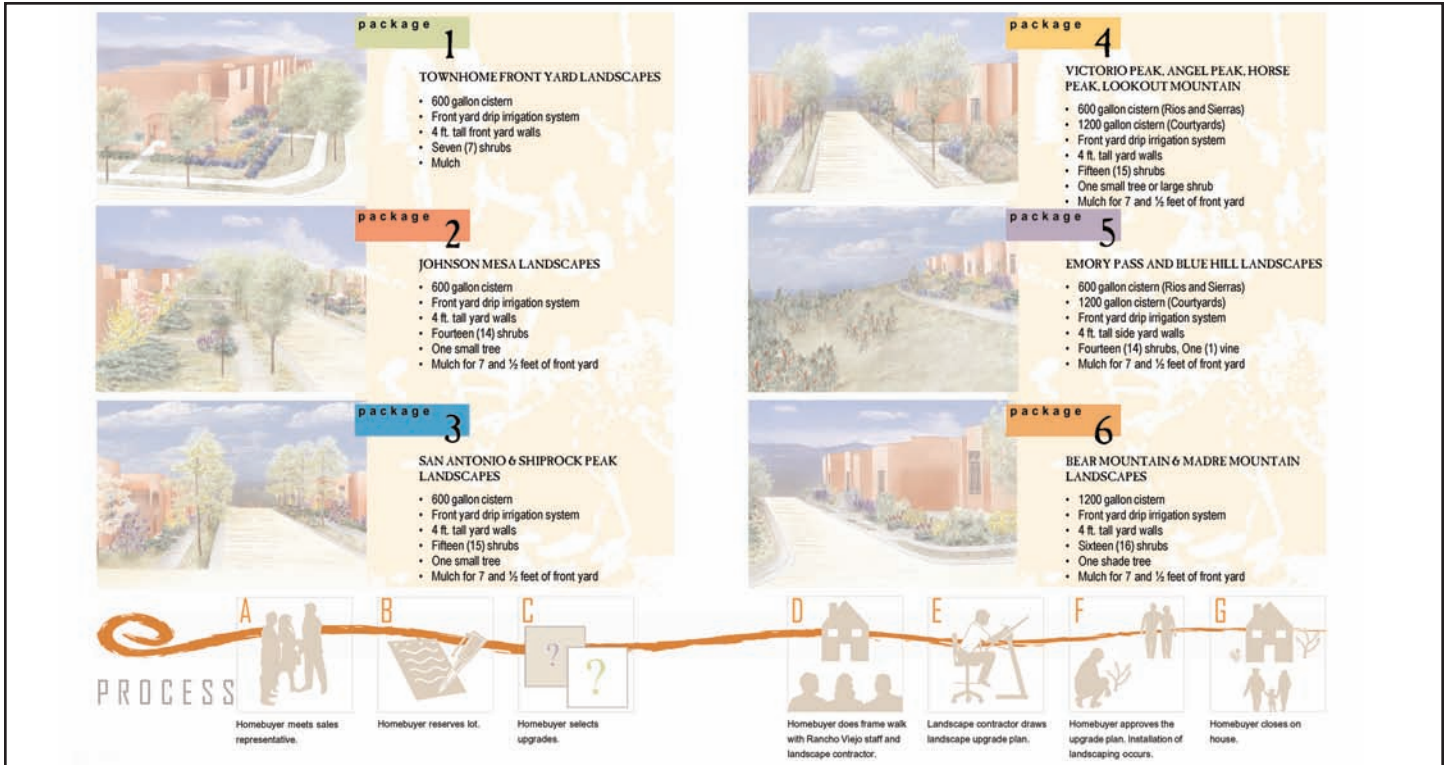 package
1
TOWNHOME FRONT YARD LANDSCAPES
• 600 gallon cistern
• Front yard drip irrigation system
• 4 ft. tall front yard walls
• Seven (7) shrubs
• Mulch
package
2
JOHNSON MESA LANDSCAPES
• 600 gallon cistern
• Front yard drip irrigation system
• 4 ft. tall yard walls
• Fourteen (14) shrubs
• One small tree
• Mulch for 7 and ½ feet of front yard
package
3
SAN ANTONIO & SHIPROCK PEAK
LANDSCAPES
• 600 gallon cistern
• Front yard drip irrigation system
• 4 ft. tall yard walls
• Fifteen (15) shrubs
• One small tree
• Mulch for 7 and ½ feet of front yard
package
4
VICTORIO PEAK, ANGEL PEAK, HORSE
PEAK, LOOKOUT MOUNTAIN
• 600 gallon cistern (Rios and Sierras)
• 1200 gallon cistern (Courtyards)
• Front yard drip irrigation system
• 4 ft. tall yard walls
• Fifteen (15) shrubs
• One small tree or large shrub
• Mulch for 7 and ½ feet of front yard
package
5
EMORY PASS AND BLUE HILL LANDSCAPES
• 600 gallon cistern (Rios and Sierras)
• 1200 gallon cistern (Courtyards)
• Front yard drip irrigation system
• 4 ft. tall side yard walls
• Fourteen (14) shrubs, One (1) vine
• Mulch for 7 and ½ feet of front yard
package
6
BEAR MOUNTAIN & MADRE MOUNTAIN
LANDSCAPES
• 1200 gallon cistern
• Front yard drip irrigation system
• 4 ft. tall yard walls
• Sixteen (16) shrubs
• One shade tree
• Mulch for 7 and ½ feet of front yard
PROCESS
A
Homebuyer meets sales
representative.
B
Homebuyer reserves lot.
C
? ?
Homebuyer selects
upgrades.
D
Homebuyer does frame walk
with Rancho Viejo staff and
landscape contractor.
E
Landscape contractor draws
landscape upgrade plan.
F
Homebuyer approves the
upgrade plan. Installation of
landscaping occurs.
G
Homebuyer closes on
house.